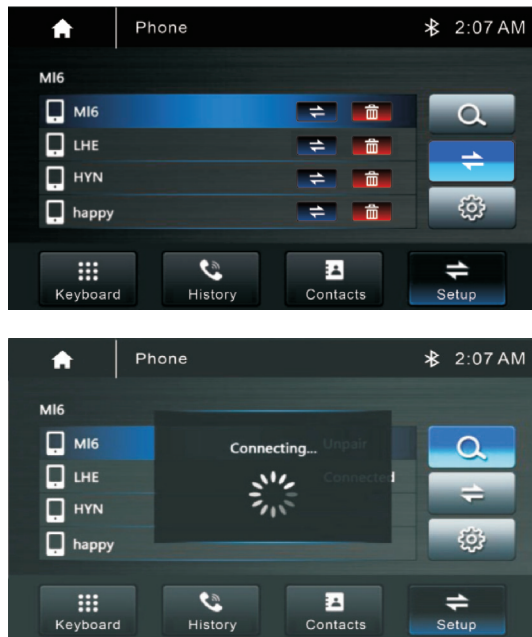 Phone 2:07 AM
MI6
MI6
LHE
HYN
happy
Keyboard History Contacts Setup
Phone 2:07 AM
MI6
MI6 Unpair
Connecting...
LHE Connected
HYN
happy
Keyboard History Contacts Setup